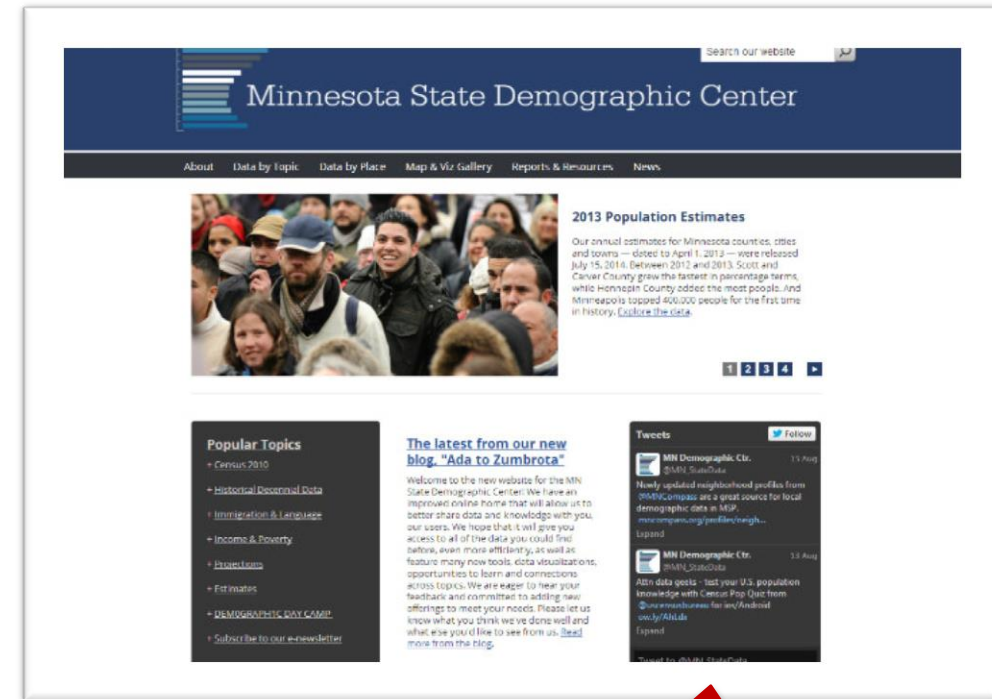 Search our website
Minnesota State Demographic Center
About Data by Topic Data by Place Map & Viz Gallery Reports & Resources News
2013 Population Estimates
Our annual estimates for Minnesota counties, cities
and towns — dated to April 1, 2013 — were released
July 15, 2014. Between 2012 and 2013, Scott and
Carver County grew the fastest in percentage terms,
while Hennepin County added the most people. And
Minneapolis topped 400,000 people for the first time
in history. Explore the data.
1 2 3 4
Popular Topics
+ Census 2010
+ Historical Decennial Data
+ Immigration & Language
+ Income & Poverty
+ Projections
+ Estimates
+ DEMOGRAPHIC DAY CAMP
+ Subscribe to our e-newsletter
The latest from our new
blog, "Ada to Zumbrota"
Welcome to the new website for the MN
State Demographic Center. We have an
improved online home that will allow us to
better share data and knowledge with you,
our users. We hope that it will give you
access to all of the data you could find
before, even more efficiently, as well as
feature many new tools, data visualizations,
opportunities to learn and connections
across topics. We are eager to hear your
feedback and committed to adding new
offerings to meet your needs. Please let us
know what you think we've done well and
what else you'd like to see from us. Read
more from the blog.
Tweets Follow
MN Demographic Ctr. 13 Aug
@MN_StateData
Newly updated neighborhood profiles from
@MNCompass are a great source for local
demographic data in MSP.
mncompass.org/profiles/neigh...
Expand
MN Demographic Ctr. 13 Aug
@MN_StateData
Attn data geeks - test your U.S. population
knowledge with Census Pop Quiz from
@uscensusbureau for ios/Android
Expand
Tweet to @MN_StateData